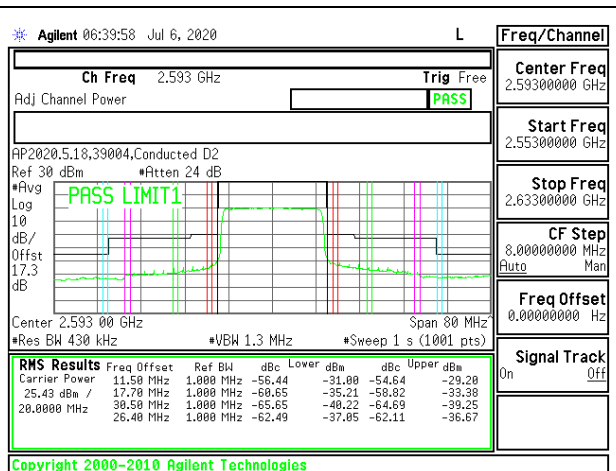 Agilent 06:39:58 Jul 6, 2020
L
Freq/Channel
Ch Freq 2.593 GHz
Trig Free
Adj Channel Power
PASS
Center Freq
2.59300000 GHz
Start Freq
2.55300000 GHz
Stop Freq
2.63300000 GHz
CF Step
8.00000000 MHz
Auto Man
Freq Offset
0.00000000 Hz
Signal Track
On Off
AP2020.5.18,39004,Conducted D2
Ref 30 dBm #Atten 24 dB
#Avg
Log
10
dB/
Offst
17.3
dB
PASS LIMIT1
Center 2.593 00 GHz Span 80 MHz^
#Res BW 430 kHz #VBW 1.3 MHz #Sweep 1 s (1001 pts)
RMS Results Freq Offset Ref BW dBc Lower dBm dBc Upper dBm
Carrier Power 11.50 MHz 1.000 MHz -56.44 -31.00 -54.64 -29.20
25.43 dBm / 17.70 MHz 1.000 MHz -60.65 -35.21 -58.82 -33.38
20.0000 MHz 30.50 MHz 1.000 MHz -65.65 -40.22 -64.69 -39.25
26.40 MHz 1.000 MHz -62.49 -37.05 -62.11 -36.67
Copyright 2000-2010 Agilent Technologies